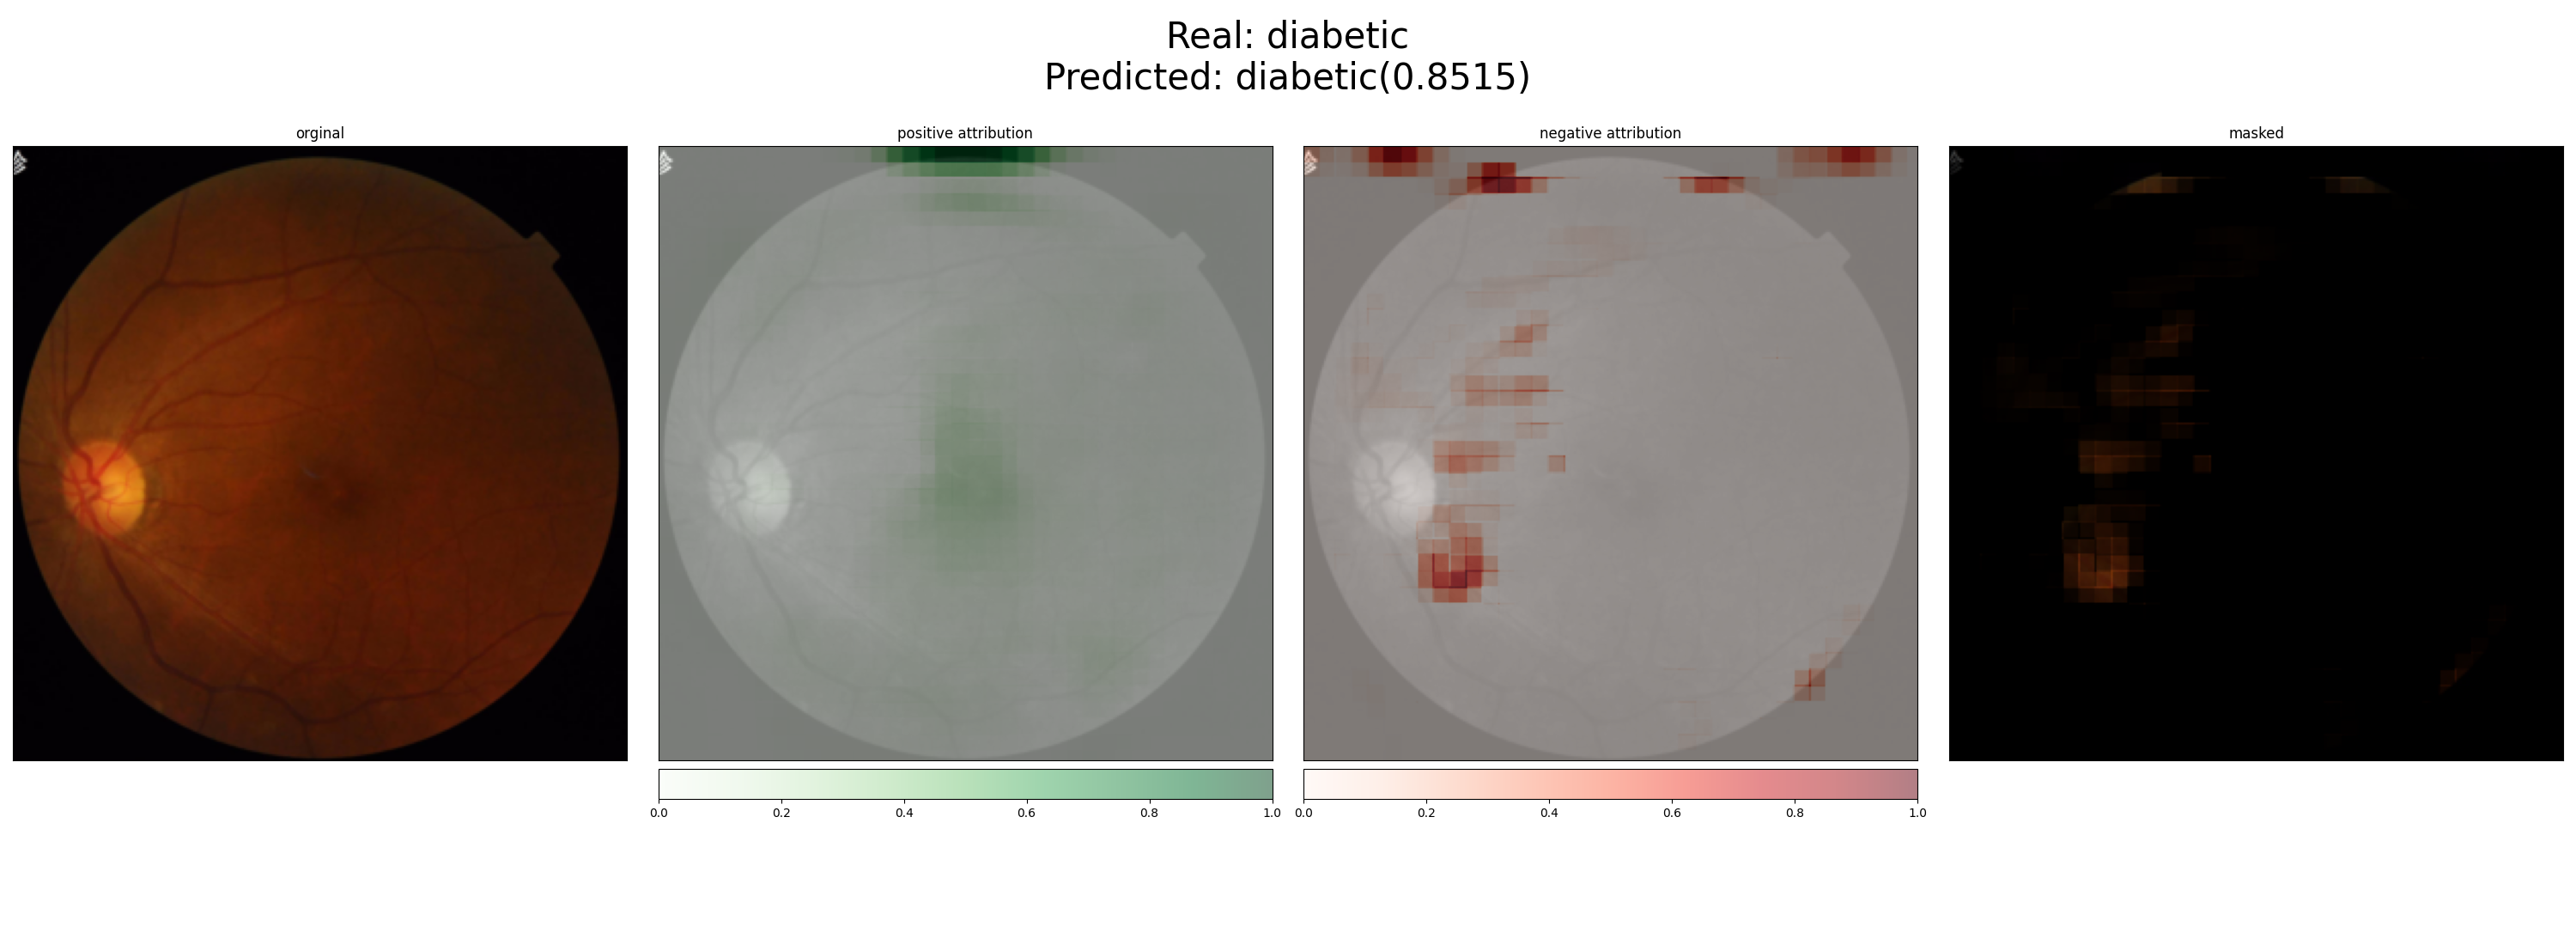 Real: diabetic
Predicted: diabetic(0.8515)
orginal
positive attribution
negative attribution
masked
0.0 0.2 0.4 0.6 0.8 1.0
0.0 0.2 0.4 0.6 0.8 1.0